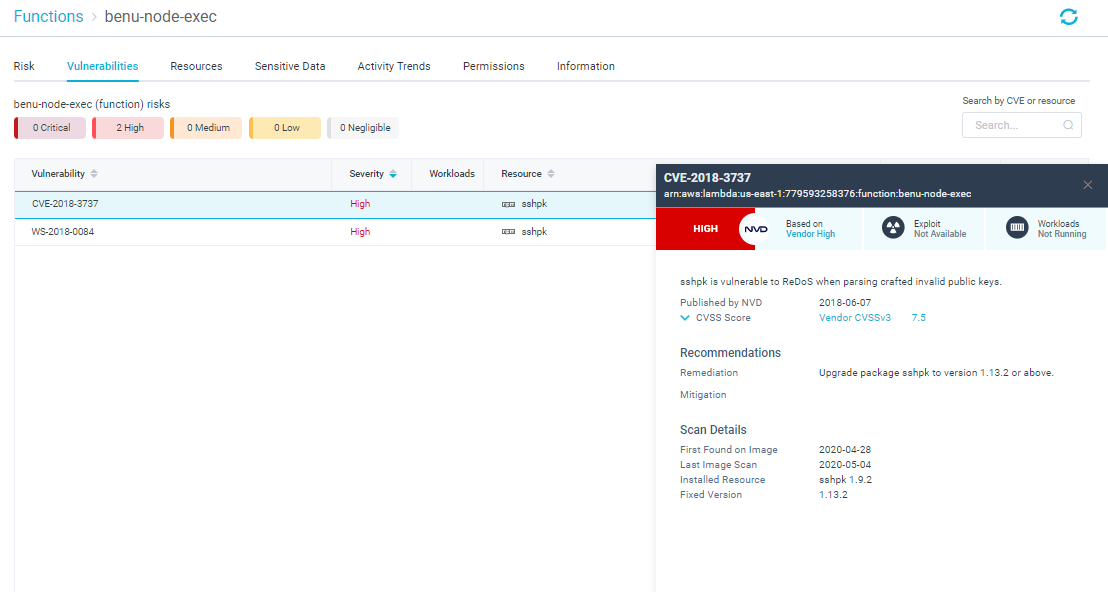 Functions > benu-node-exec
Risk Vulnerabilities Resources Sensitive Data Activity Trends Permissions Information
benu-node-exec (function) risks
0 Critical 2 High 0 Medium 0 Low 0 Negligible
Search by CVE or resource
Search...
Vulnerability Severity Workloads Resource
CVE-2018-3737 High sshpk
WS-2018-0084 High sshpk
CVE-2018-3737
arn:aws:lambda:us-east-1:779593258376:function:benu-node-exec
HIGH NVD Based on Vendor High
Exploit Not Available
Workloads Not Running
sshpk is vulnerable to ReDoS when parsing crafted invalid public keys.
Published by NVD 2018-06-07
CVSS Score Vendor CVSSv3 7.5
Recommendations
Remediation Upgrade package sshpk to version 1.13.2 or above.
Mitigation
Scan Details
First Found on Image 2020-04-28
Last Image Scan 2020-05-04
Installed Resource sshpk 1.9.2
Fixed Version 1.13.2